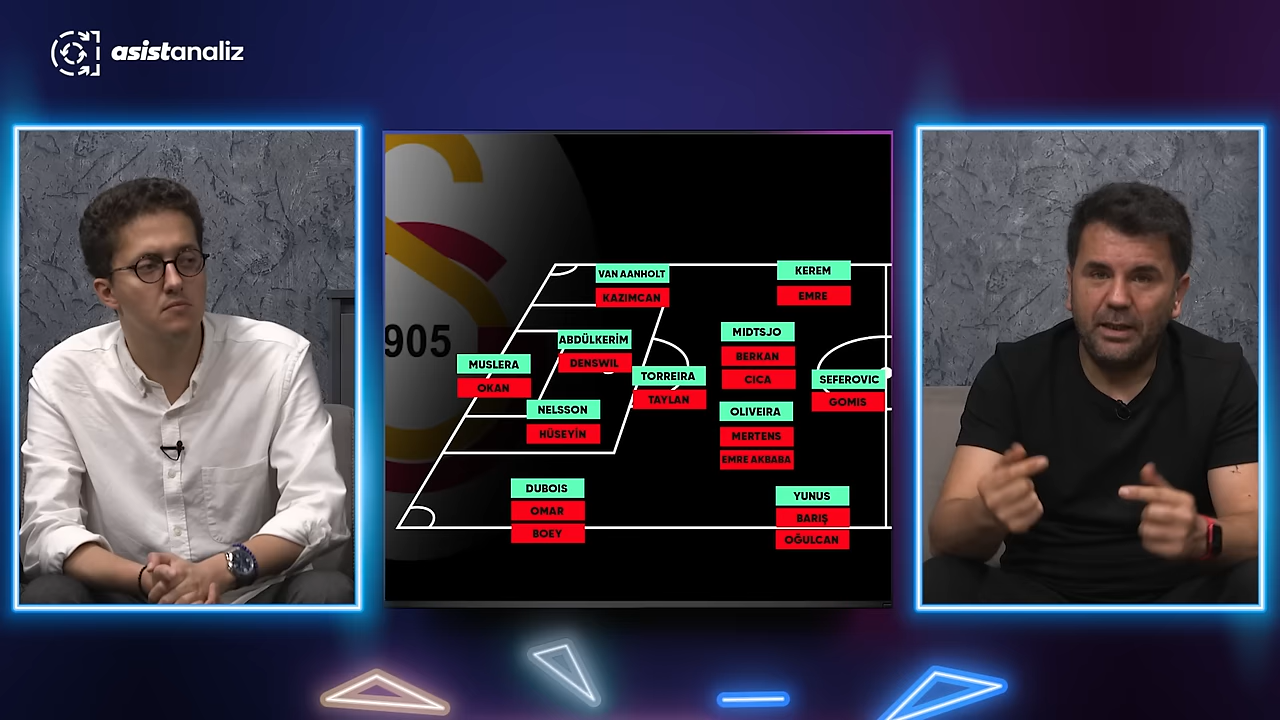 asistanaliz
1905
VAN AANHOLT
KAZIMCAN
KEREM
EMRE
ABDÜLKERİM
DENSWIL
MIDTSJO
BERKAN
CICA
MUSLERA
OKAN
TORREIRA
TAYLAN
SEFEROVIC
GOMIS
NELSSON
HÜSEYİN
OLIVEIRA
MERTENS
EMRE AKBABA
DUBOIS
OMAR
BOEY
YUNUS
BARIŞ
OĞULCAN